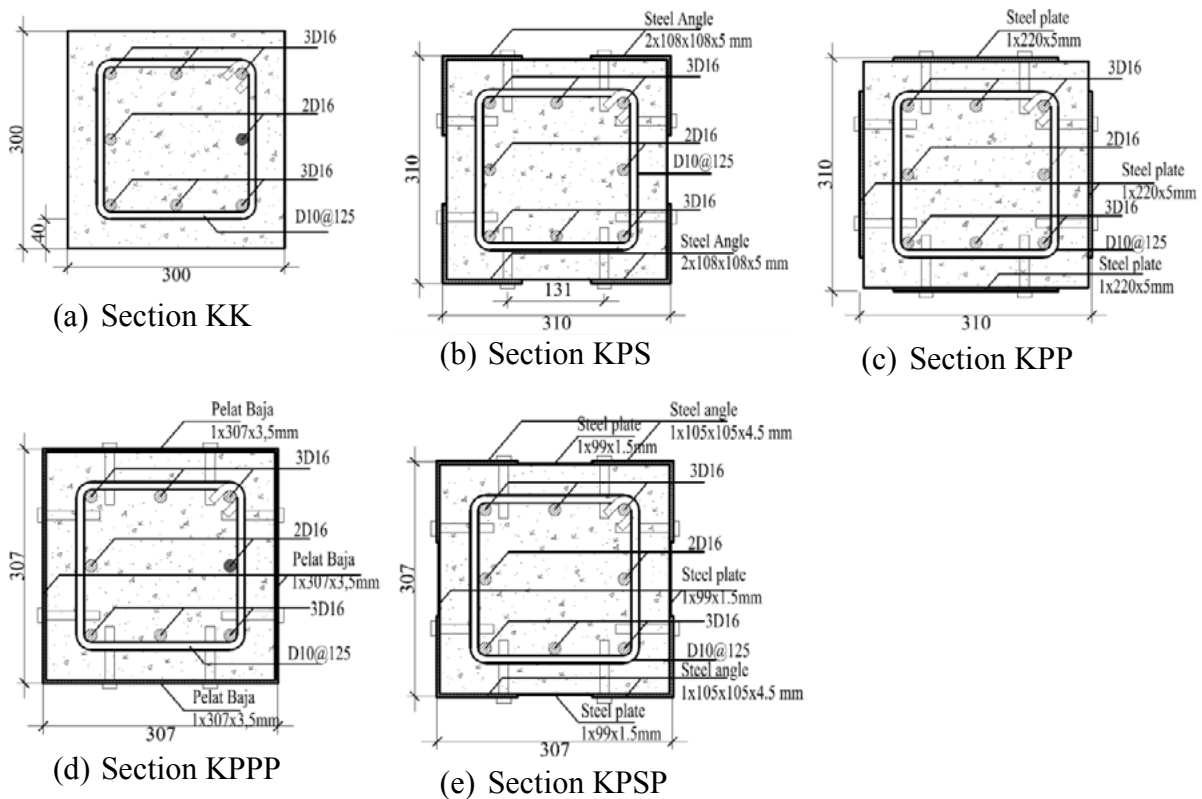 3D16
2D16
3D16
D10@125
300
40
300
(a) Section KK
Steel Angle
2x108x108x5 mm
3D16
2D16
D10@125
3D16
Steel Angle
2x108x108x5 mm
310
131
310
(b) Section KPS
Steel plate
1x220x5mm
3D16
2D16
Steel plate
1x220x5mm
3D16
D10@125
Steel plate
1x220x5mm
310
310
(c) Section KPP
Pelat Baja
1x307x3,5mm
3D16
2D16
Pelat Baja
1x307x3,5mm
3D16
D10@125
Pelat Baja
1x307x3,5mm
307
307
(d) Section KPPP
Steel plate
1x99x1.5mm
Steel angle
1x105x105x4.5 mm
3D16
2D16
Steel plate
1x99x1.5mm
3D16
D10@125
Steel angle
1x105x105x4.5 mm
Steel plate
1x99x1.5mm
307
307
(e) Section KPSP